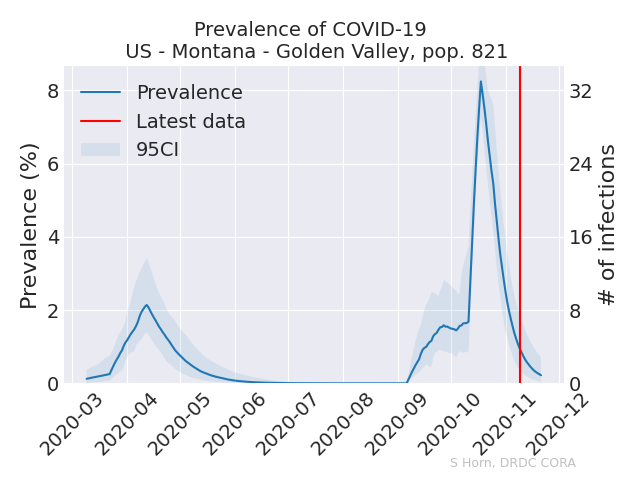 Prevalence of COVID-19
US - Montana - Golden Valley, pop. 821
Prevalence
Latest data
95CI
Prevalence (%)
8
6
4
2
0
# of infections
32
24
16
8
0
2020-03
2020-04
2020-05
2020-06
2020-07
2020-08
2020-09
2020-10
2020-11
2020-12
S Horn, DRDC CORA